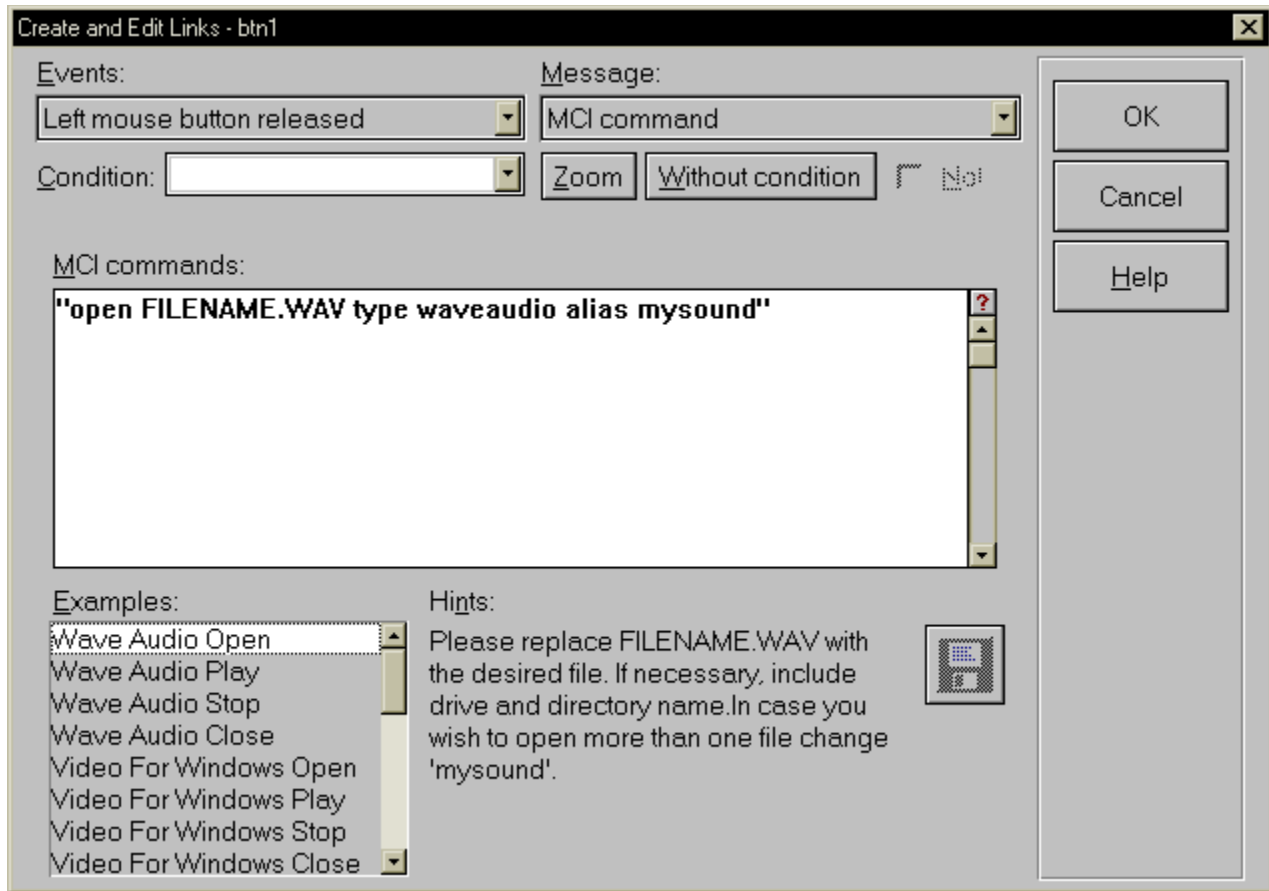 Create and Edit Links - btn1
Events:
Message:
Left mouse button released
MCI command
OK
Condition:
Zoom
Without condition
No!
Cancel
Help
MCI commands:
"open FILENAME.WAV type waveaudio alias mysound"
?
Examples:
Hints:
Wave Audio Open
Wave Audio Play
Wave Audio Stop
Wave Audio Close
Video For Windows Open
Video For Windows Play
Video For Windows Stop
Video For Windows Close
Please replace FILENAME.WAV with
the desired file. If necessary, include
drive and directory name.In case you
wish to open more than one file change
'mysound'.